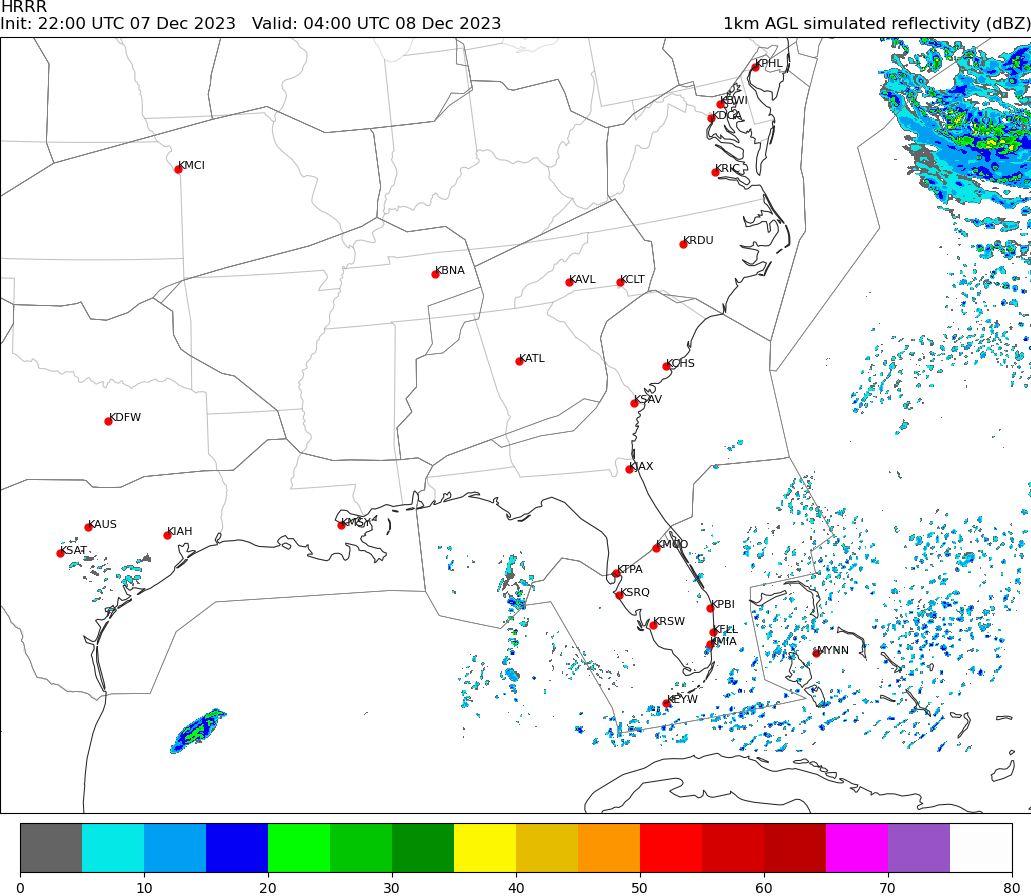 HRRR
Init: 22:00 UTC 07 Dec 2023   Valid: 04:00 UTC 08 Dec 2023   1km AGL simulated reflectivity (dBZ)
KPHL
KBWI
KDCA
KMCI
KRIC
KRDU
KBNA
KAVL
KCLT
KATL
KCHS
KSAV
KDFW
KJAX
KAUS
KMSY
KIAH
KSAT
KMCO
KTPA
KSRQ
KPBI
KRSW
KFLL
KMIA
MYNN
KEYW
0 10 20 30 40 50 60 70 80